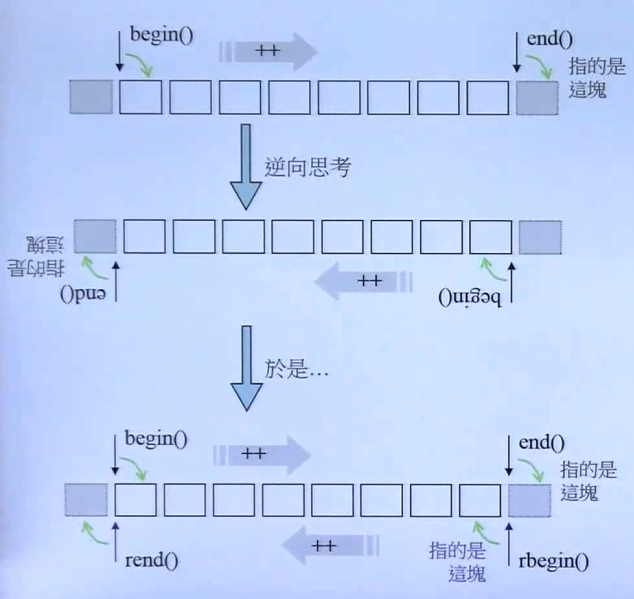 begin()
++
end()
指的是
這塊
逆向思考
指的是
這塊
end()
++
begin()
於是...
begin()
++
end()
指的是
這塊
rend()
++
指的是
這塊
rbegin()